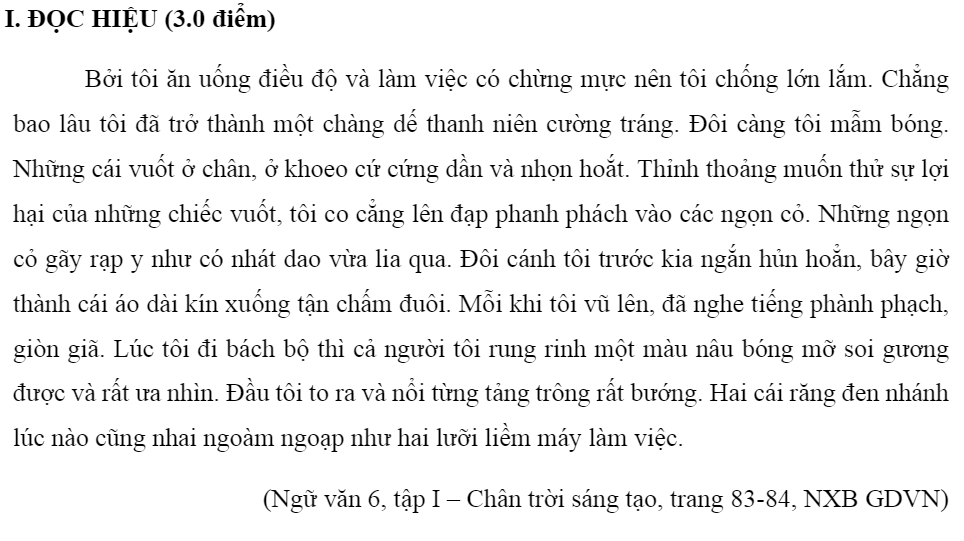 I. ĐỌC HIỆU (3.0 điểm)
Bởi tôi ăn uống điều độ và làm việc có chừng mực nên tôi chống lớn lắm. Chẳng
bao lâu tôi đã trở thành một chàng dế thanh niên cường tráng. Đôi càng tôi mẫm bóng.
Những cái vuốt ở chân, ở khoeo cứ cứng dần và nhọn hoắt. Thỉnh thoảng muốn thử sự lợi
hại của những chiếc vuốt, tôi co cẳng lên đạp phanh phách vào các ngọn cỏ. Những ngọn
cỏ gãy rạp y như có nhát dao vừa lia qua. Đôi cánh tôi trước kia ngắn hủn hoẳn, bây giờ
thành cái áo dài kín xuống tận chấm đuôi. Mỗi khi tôi vũ lên, đã nghe tiếng phành phạch,
giòn giã. Lúc tôi đi bách bộ thì cả người tôi rung rinh một màu nâu bóng mỡ soi gương
được và rất ưa nhìn. Đầu tôi to ra và nổi từng tảng trông rất bướng. Hai cái răng đen nhánh
lúc nào cũng nhai ngoàm ngoạp như hai lưỡi liềm máy làm việc.
(Ngữ văn 6, tập I – Chân trời sáng tạo, trang 83-84, NXB GDVN)